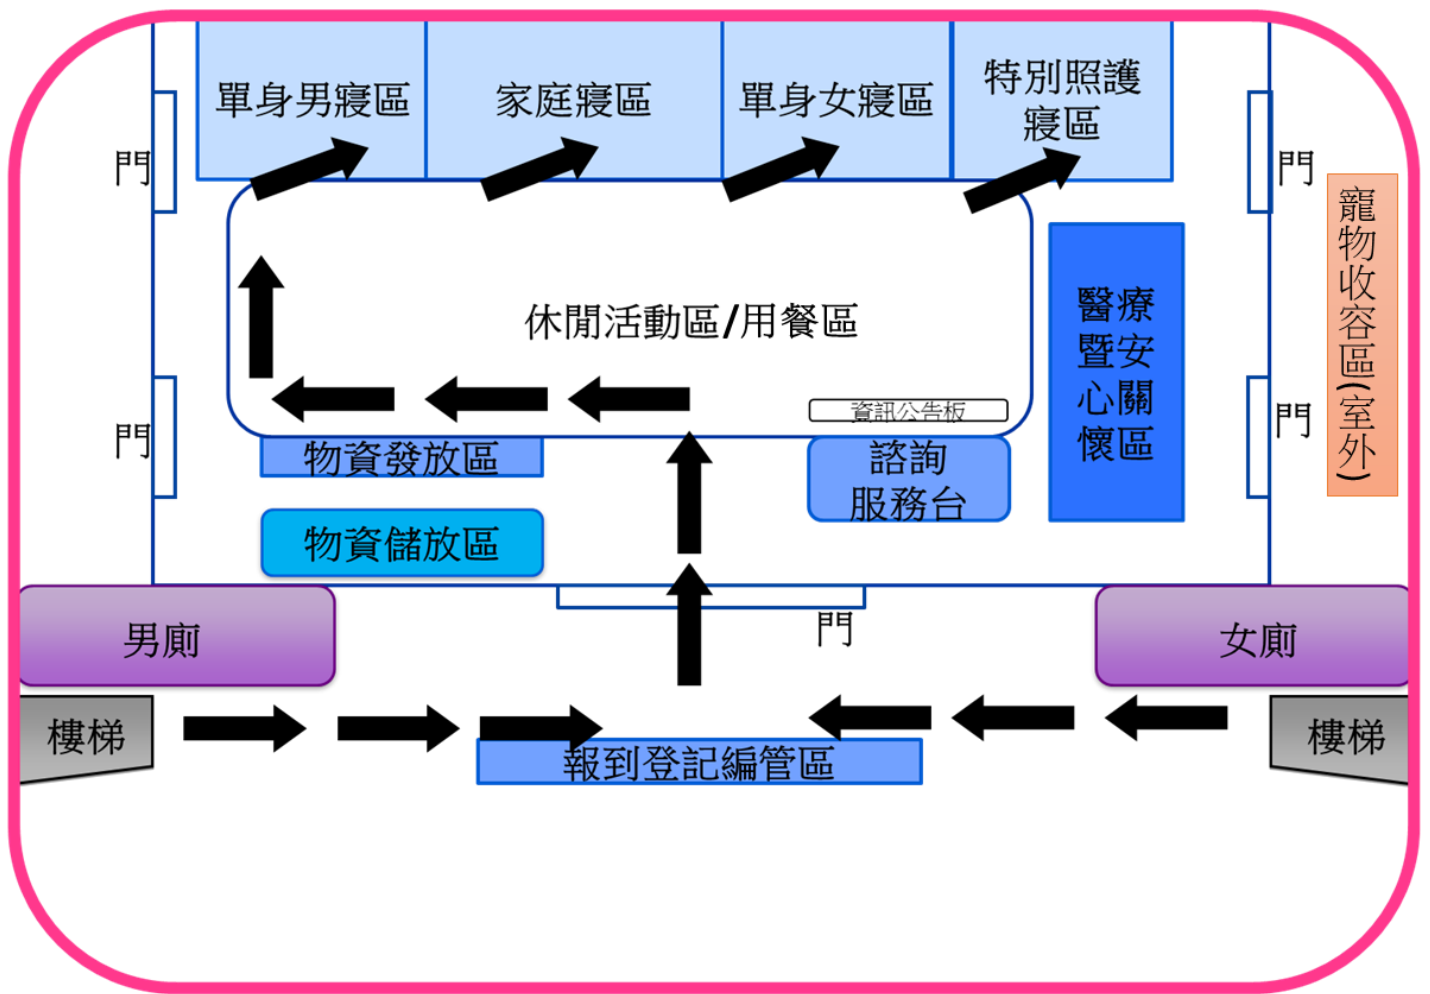 單身男寢區
家庭寢區
單身女寢區
特別照護
寢區
門
門
寵物收容區(室外)
休閒活動區/用餐區
醫療
暨安
心關
懷區
資訊公告板
門
門
物資發放區
諮詢
服務台
物資儲放區
男廁
門
女廁
樓梯
報到登記編管區
樓梯